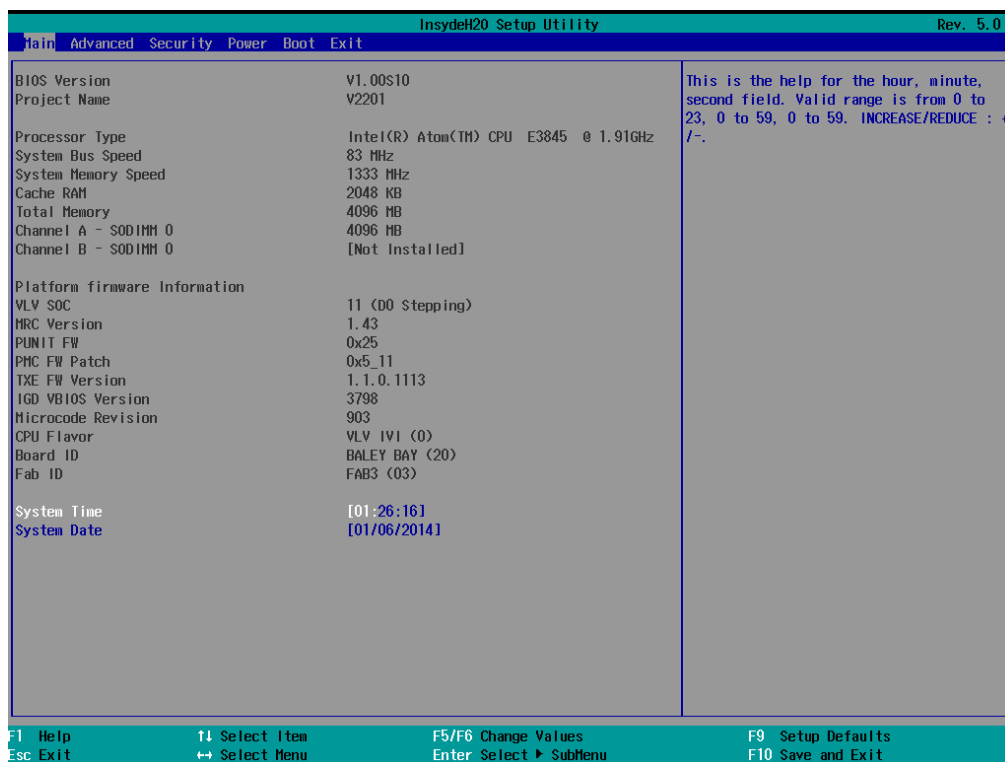 InsydeH20 Setup Utility Rev. 5.0
Main Advanced Security Power Boot Exit
BIOS Version V1.00S10
Project Name V2201
Processor Type Intel(R) Atom(TM) CPU E3845 @ 1.91GHz
System Bus Speed 83 MHz
System Memory Speed 1333 MHz
Cache RAM 2048 KB
Total Memory 4096 MB
Channel A - SODIMM 0 4096 MB
Channel B - SODIMM 0 [Not Installed]
Platform firmware Information
VLV SOC 11 (D0 Stepping)
MRC Version 1.43
PUNIT FW 0x25
PMC FW Patch 0x5_11
TXE FW Version 1.1.0.1113
IGD VBIOS Version 3798
Microcode Revision 903
CPU Flavor VLV IVI (0)
Board ID BALEY BAY (20)
Fab ID FAB3 (03)
System Time [01:26:16]
System Date [01/06/2014]
This is the help for the hour, minute,
second field. Valid range is from 0 to
23, 0 to 59, 0 to 59. INCREASE/REDUCE : +
/-.
F1 Help ↑↓ Select Item F5/F6 Change Values F9 Setup Defaults
Esc Exit ↔ Select Menu Enter Select ▶ SubMenu F10 Save and Exit